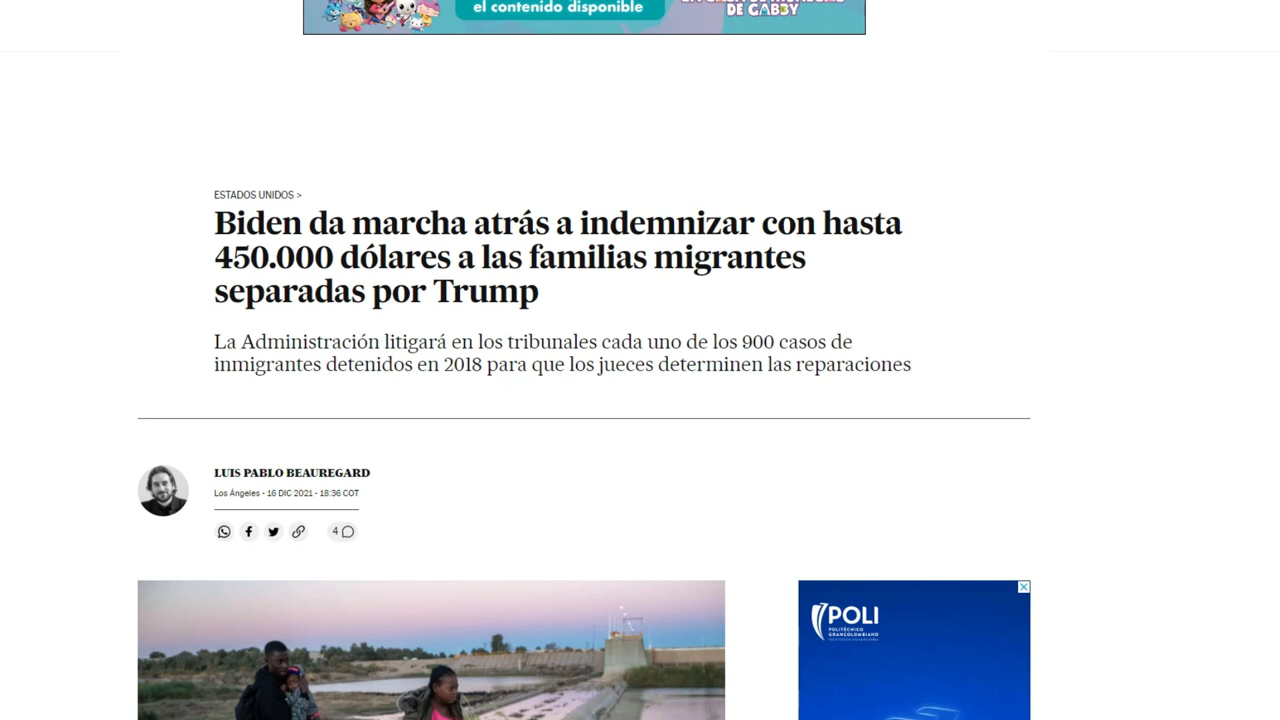 el contenido disponible
DE GABBY
ESTADOS UNIDOS >
Biden da marcha atrás a indemnizar con hasta
450.000 dólares a las familias migrantes
separadas por Trump
La Administración litigará en los tribunales cada uno de los 900 casos de
inmigrantes detenidos en 2018 para que los jueces determinen las reparaciones
LUIS PABLO BEAUREGARD
Los Ángeles - 16 DIC 2021 - 18:36 COT
4
POLI
POLITÉCNICO
GRANCOLOMBIANO